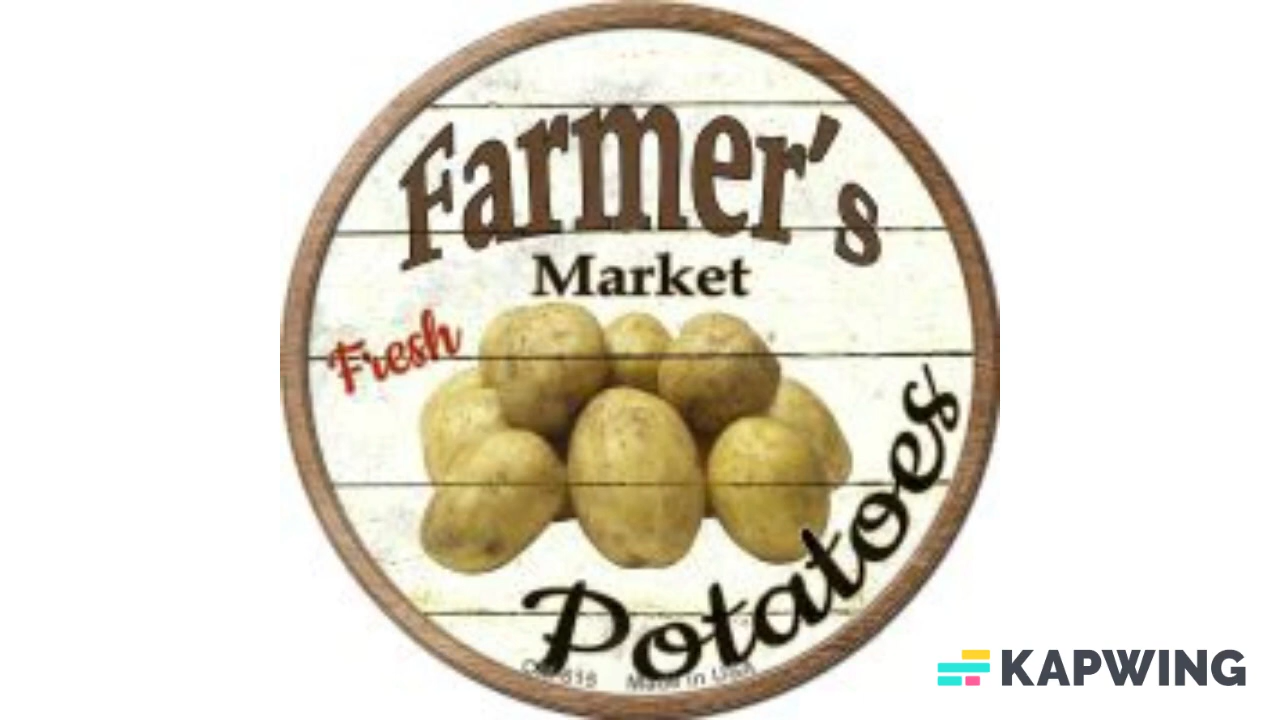 Farmer's
Market
Fresh
Potatoes
Made in USA
KAPWING